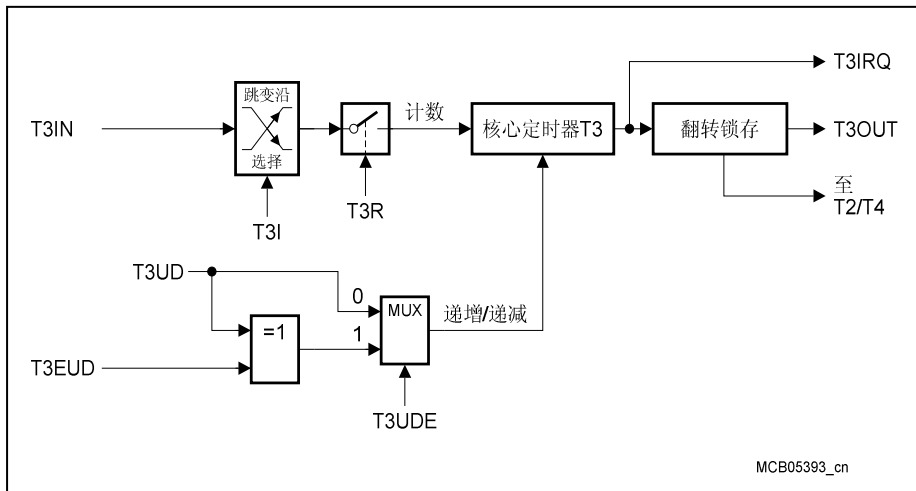 T3IRQ
跳变沿
T3IN
计数
核心定时器T3
翻转锁存
T3OUT
选择
至
T2/T4
T3R
T3I
T3UD
0
MUX
递增/递减
=1
1
T3EUD
T3UDE
MCB05393_cn